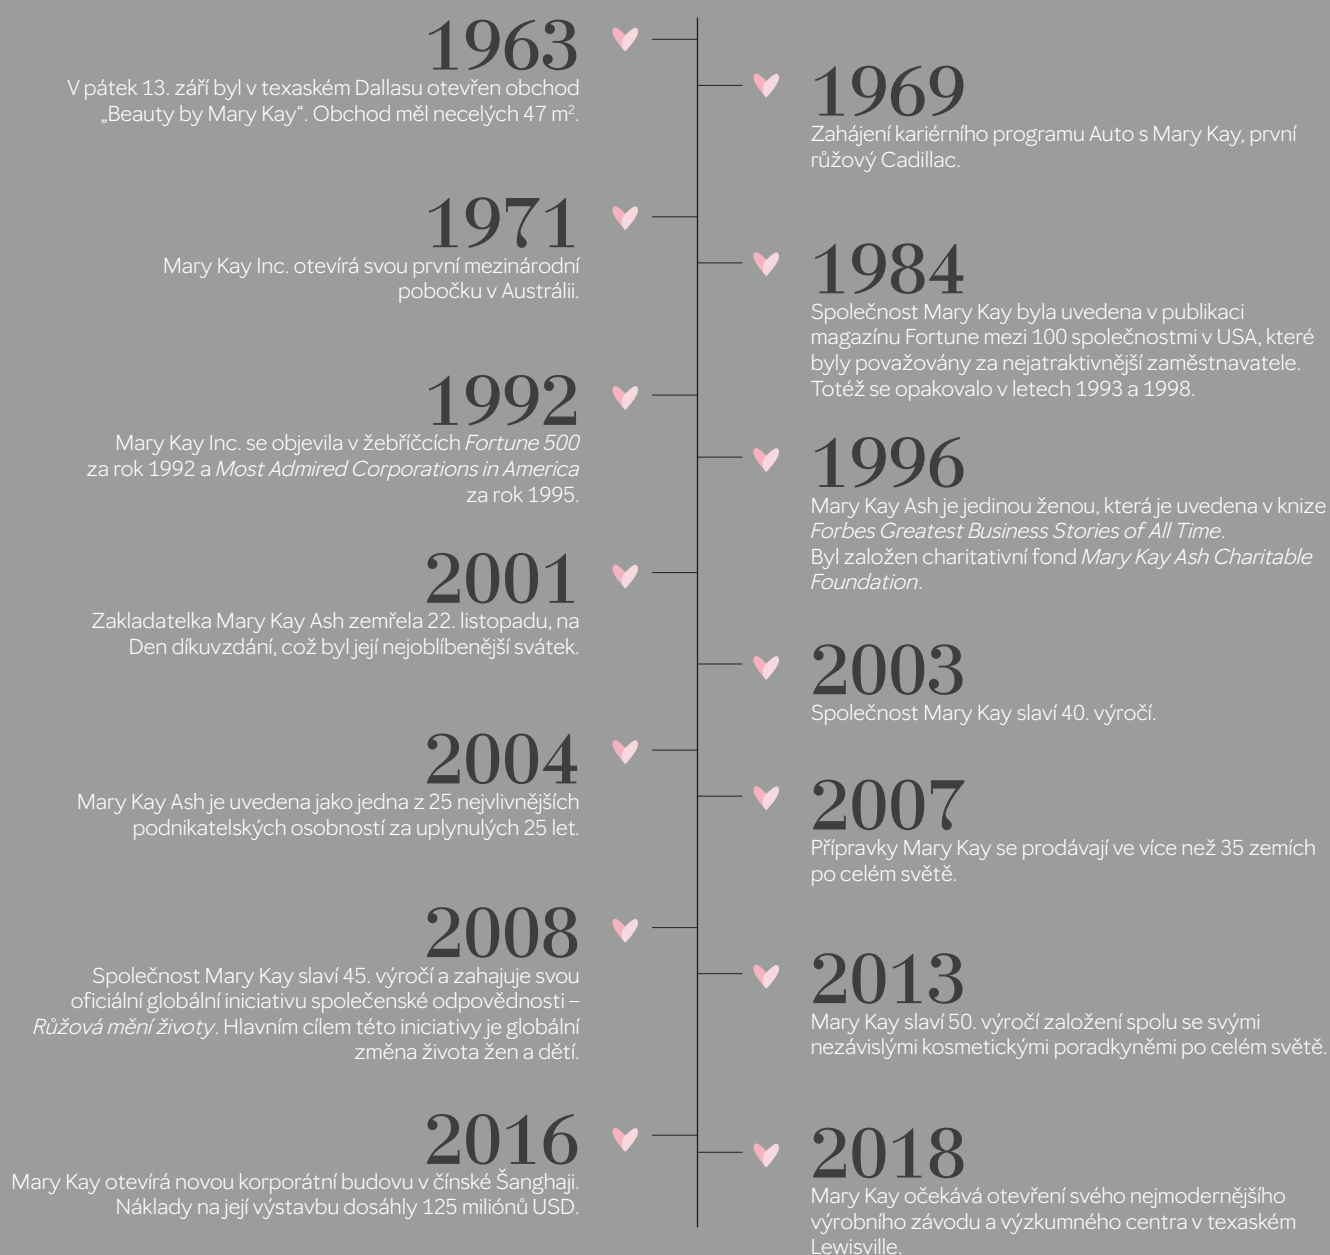 1963
V pátek 13. září byl v texaském Dallasu otevřen obchod
„Beauty by Mary Kay“. Obchod měl necelých 47 m².
1969
Zahájení kariérního programu Auto s Mary Kay, první
růžový Cadillac.
1971
Mary Kay Inc. otevírá svou první mezinárodní
pobočku v Austrálii.
1984
Společnost Mary Kay byla uvedena v publikaci
magazínu Fortune mezi 100 společnostmi v USA, které
byly považovány za nejatraktivnější zaměstnavatele.
Totéž se opakovalo v letech 1993 a 1998.
1992
Mary Kay Inc. se objevila v žebříčcích Fortune 500
za rok 1992 a Most Admired Corporations in America
za rok 1995.
1996
Mary Kay Ash je jedinou ženou, která je uvedena v knize
Forbes Greatest Business Stories of All Time.
Byl založen charitativní fond Mary Kay Ash Charitable
Foundation.
2001
Zakladatelka Mary Kay Ash zemřela 22. listopadu, na
Den díkuvzdání, což byl její nejoblíbenější svátek.
2003
Společnost Mary Kay slaví 40. výročí.
2004
Mary Kay Ash je uvedena jako jedna z 25 nejvlivnějších
podnikatelských osobností za uplynulých 25 let.
2007
Přípravky Mary Kay se prodávají ve více než 35 zemích
po celém světě.
2008
Společnost Mary Kay slaví 45. výročí a zahajuje svou
oficiální globální iniciativu společenské odpovědnosti –
Růžová mění životy. Hlavním cílem této iniciativy je globální
změna života žen a dětí.
2013
Mary Kay slaví 50. výročí založení spolu se svými
nezávislými kosmetickými poradkyněmi po celém světě.
2016
Mary Kay otevírá novou korporátní budovu v čínské Šanghaji.
Náklady na její výstavbu dosáhly 125 miliónů USD.
2018
Mary Kay očekává otevření svého nejmodernějšího
výrobního závodu a výzkumného centra v texaském
Lewisville.